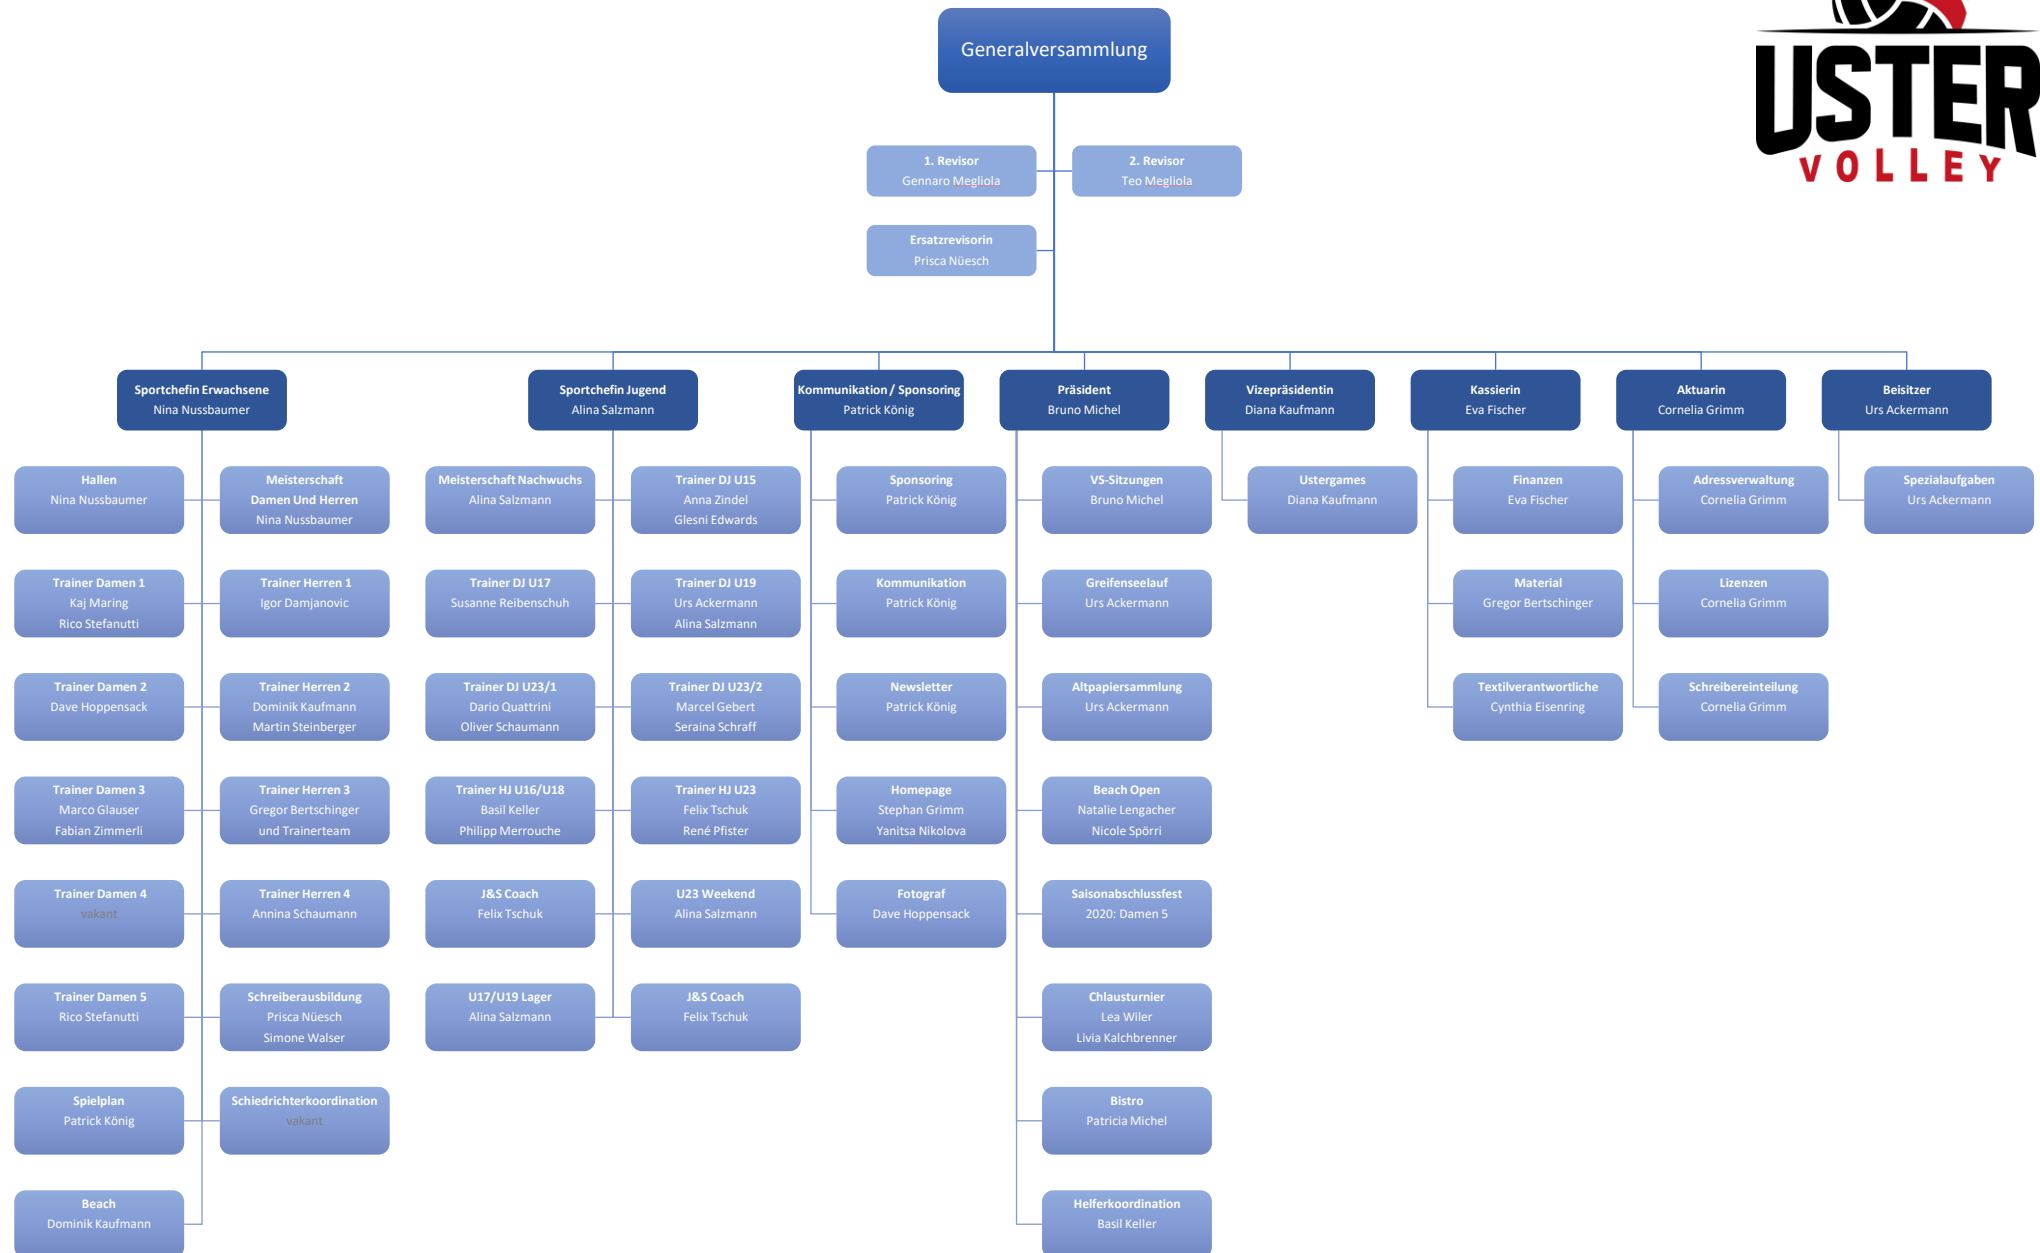 Generalversammlung
USTER
VOLLEY
1. Revisor
Gennaro Megliola
2. Revisor
Teo Megliola
Ersatzrevisorin
Prisca Nüesch
Sportchefin Erwachsene
Nina Nussbaumer
Sportchefin Jugend
Alina Salzmann
Kommunikation / Sponsoring
Patrick König
Präsident
Bruno Michel
Vizepräsidentin
Diana Kaufmann
Kassierin
Eva Fischer
Aktuarin
Cornelia Grimm
Beisitzer
Urs Ackermann
Hallen
Nina Nussbaumer
Meisterschaft
Damen Und Herren
Nina Nussbaumer
Trainer Damen 1
Kaj Maring
Rico Stefanutti
Trainer Herren 1
Igor Damjanovic
Trainer Damen 2
Dave Hoppensack
Trainer Herren 2
Dominik Kaufmann
Martin Steinberger
Trainer Damen 3
Marco Glauser
Fabian Zimmerli
Trainer Herren 3
Gregor Bertschinger
und Trainerteam
Trainer Damen 4
vakant
Trainer Herren 4
Annina Schaumann
Trainer Damen 5
Rico Stefanutti
Schreiberausbildung
Prisca Nüesch
Simone Walser
Spielplan
Patrick König
Schiedrichterkoordination
vakant
Beach
Dominik Kaufmann
Meisterschaft Nachwuchs
Alina Salzmann
Trainer DJ U15
Anna Zindel
Glesni Edwards
Trainer DJ U17
Susanne Reibenschuh
Trainer DJ U19
Urs Ackermann
Alina Salzmann
Trainer DJ U23/1
Dario Quattrini
Oliver Schaumann
Trainer DJ U23/2
Marcel Gebert
Seraina Schraff
Trainer HJ U16/U18
Basil Keller
Philipp Merrouche
Trainer HJ U23
Felix Tschuk
René Pfister
J&S Coach
Felix Tschuk
U23 Weekend
Alina Salzmann
U17/U19 Lager
Alina Salzmann
J&S Coach
Felix Tschuk
Sponsoring
Patrick König
Kommunikation
Patrick König
Newsletter
Patrick König
Homepage
Stephan Grimm
Yanitsa Nikolova
Fotograf
Dave Hoppensack
VS-Sitzungen
Bruno Michel
Greifenseelauf
Urs Ackermann
Altpapiersammlung
Urs Ackermann
Beach Open
Natalie Lengacher
Nicole Spörri
Saisonabschlussfest
2020: Damen 5
Chlausturnier
Lea Wiler
Livia Kalchbrenner
Bistro
Patricia Michel
Helferkoordination
Basil Keller
Ustergames
Diana Kaufmann
Finanzen
Eva Fischer
Material
Gregor Bertschinger
Textilverantwortliche
Cynthia Eisenring
Adressverwaltung
Cornelia Grimm
Lizenzen
Cornelia Grimm
Schreibereinteilung
Cornelia Grimm
Spezialaufgaben
Urs Ackermann